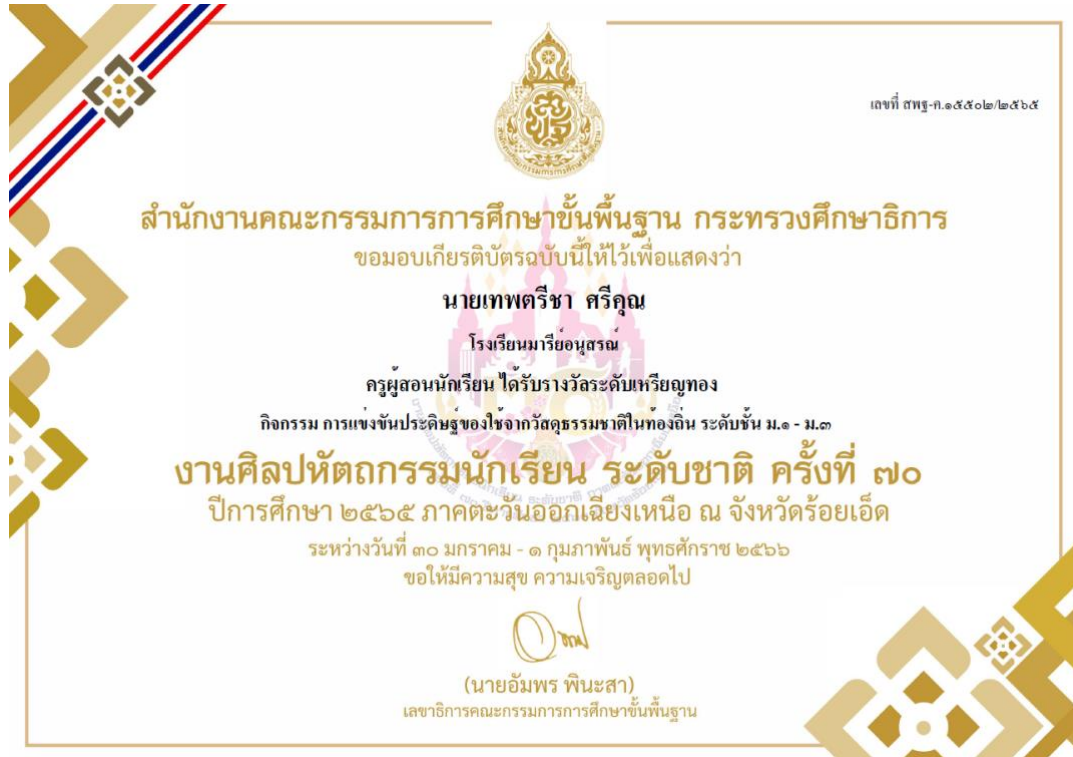 เลขที่ สพฐ-ค.๑๕๕๐๒/๒๕๖๕
สำนักงานคณะกรรมการการศึกษาขั้นพื้นฐาน กระทรวงศึกษาธิการ
ขอมอบเกียรติบัตรฉบับนี้ให้ไว้เพื่อแสดงว่า
นายเทพตรีชา ศรีคุณ
โรงเรียนมารีย์อนุสรณ์
ครูผู้สอนนักเรียน ได้รับรางวัลระดับเหรียญทอง
กิจกรรม การแข่งขันประดิษฐ์ของใช้จากวัสดุธรรมชาติในท้องถิ่น ระดับชั้น ม.๑ - ม.๓
งานศิลปหัตถกรรมนักเรียน ระดับชาติ ครั้งที่ ๗๐
ปีการศึกษา ๒๕๖๕ ภาคตะวันออกเฉียงเหนือ ณ จังหวัดร้อยเอ็ด
ระหว่างวันที่ ๓๐ มกราคม - ๑ กุมภาพันธ์ พุทธศักราช ๒๕๖๖
ขอให้มีความสุข ความเจริญตลอดไป
(นายอัมพร พินะสา)
เลขาธิการคณะกรรมการการศึกษาขั้นพื้นฐาน